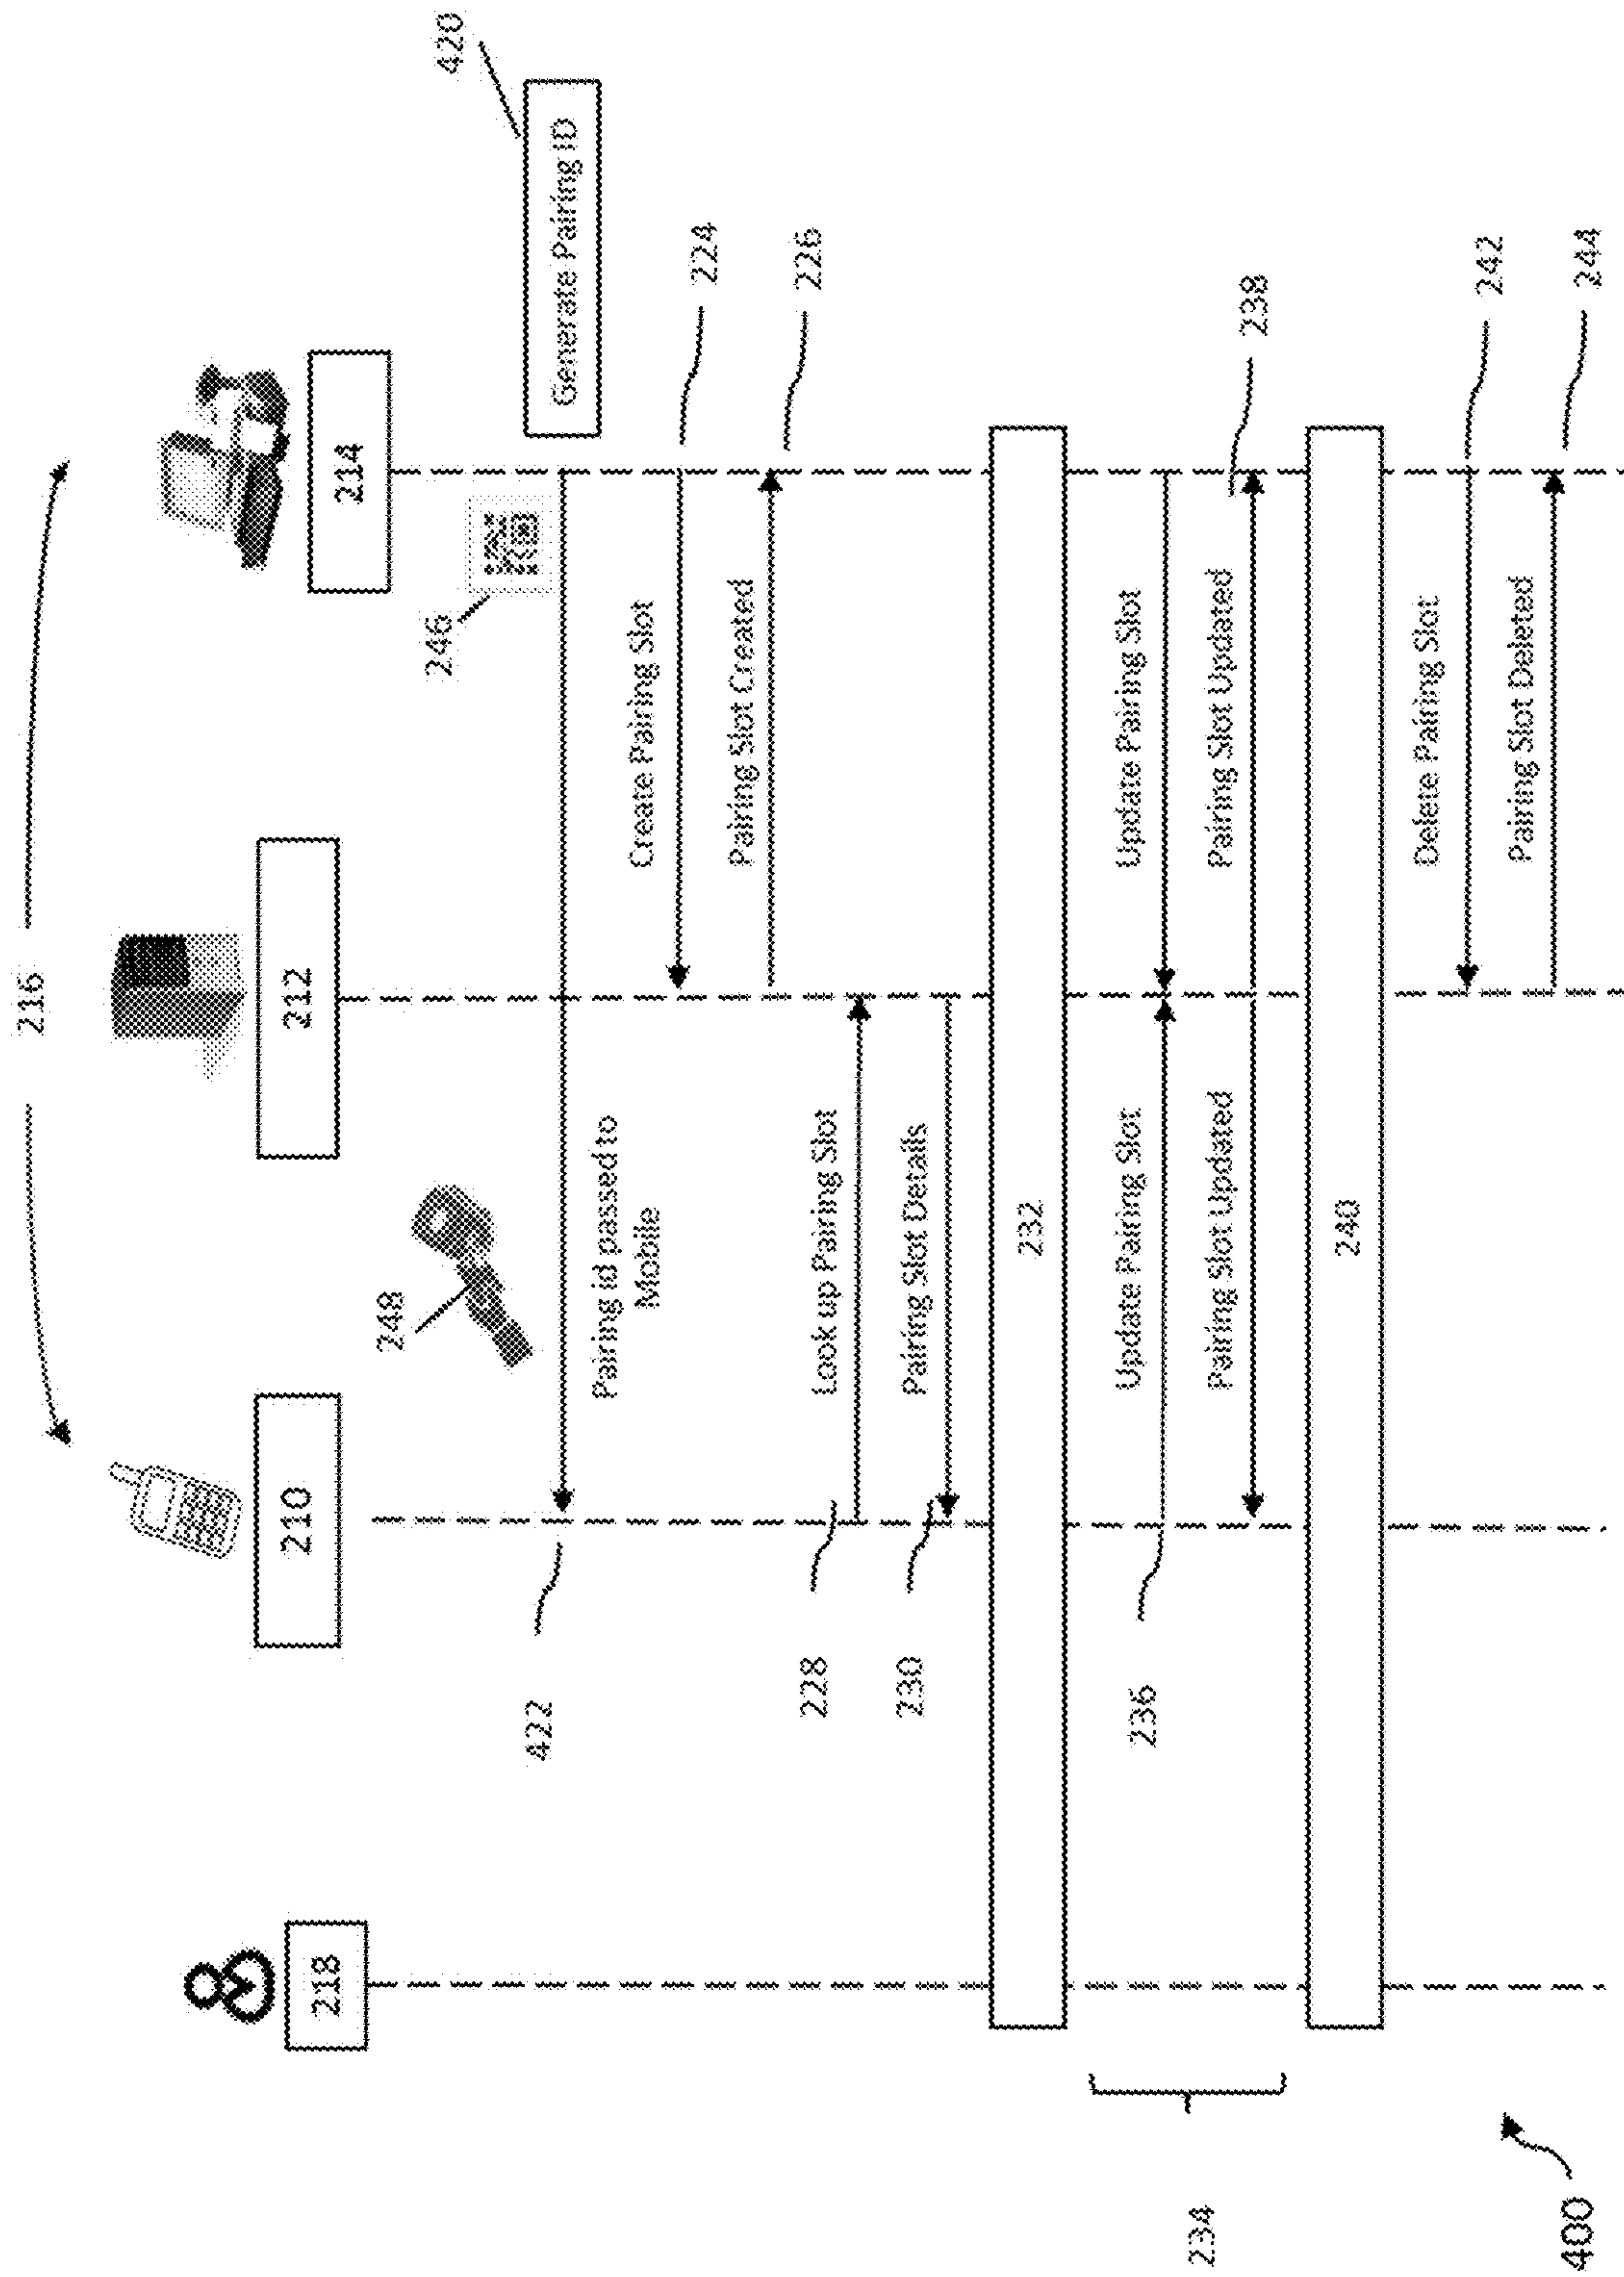 216
218
210
212
214
420
Generate Pairing ID
246
248
422
Pairing id passed to
Mobile
Create Pairing Slot
224
Pairing Slot Created
226
228
Look up Pairing Slot
230
Pairing Slot Details
232
234
236
Update Pairing Slot
Update Pairing Slot
Pairing Slot Updated
Pairing Slot Updated
238
240
Delete Pairing Slot
242
Pairing Slot Deleted
244
400